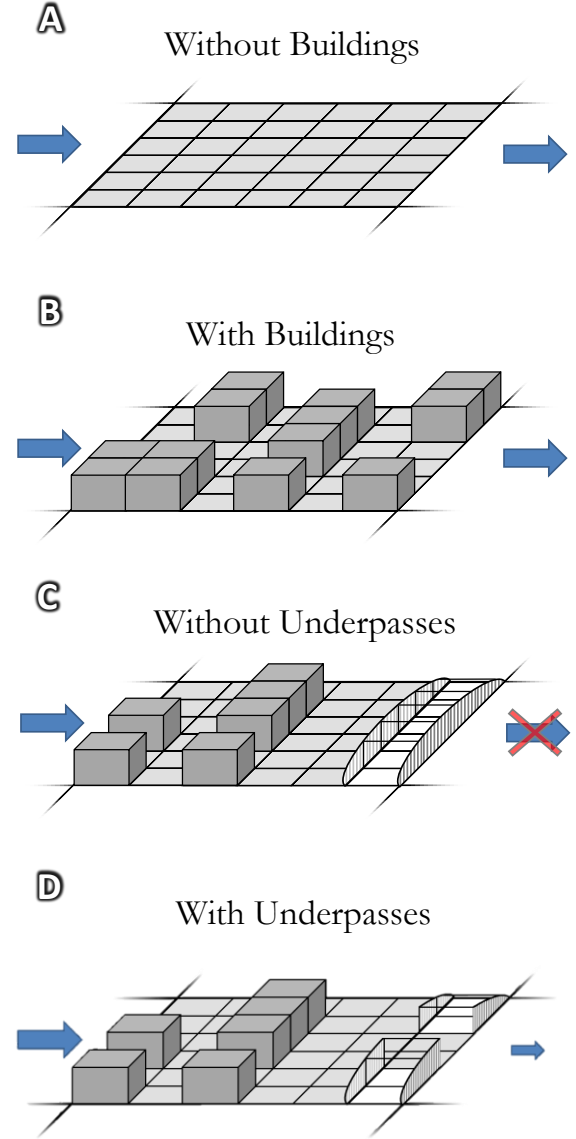 A
Without Buildings
B
With Buildings
C
Without Underpasses
D
With Underpasses